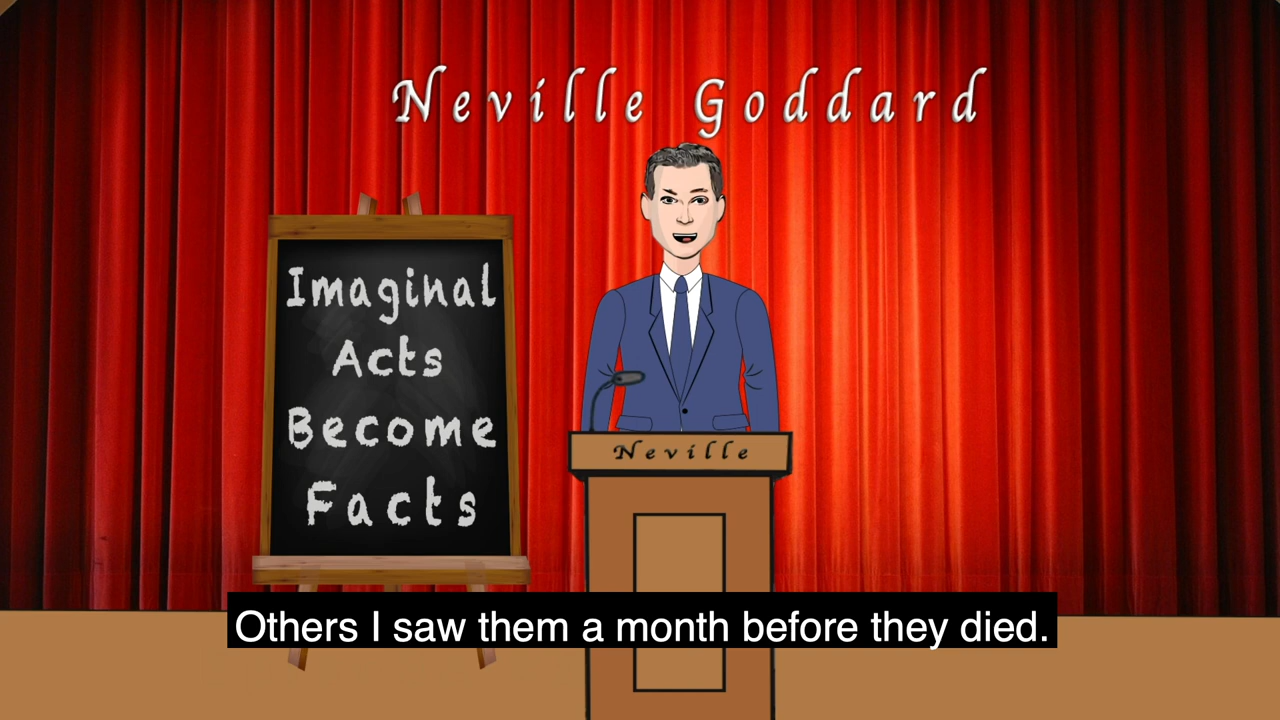 Neville Goddard
Imaginal
Acts
Become
Facts
Neville
Others I saw them a month before they died.